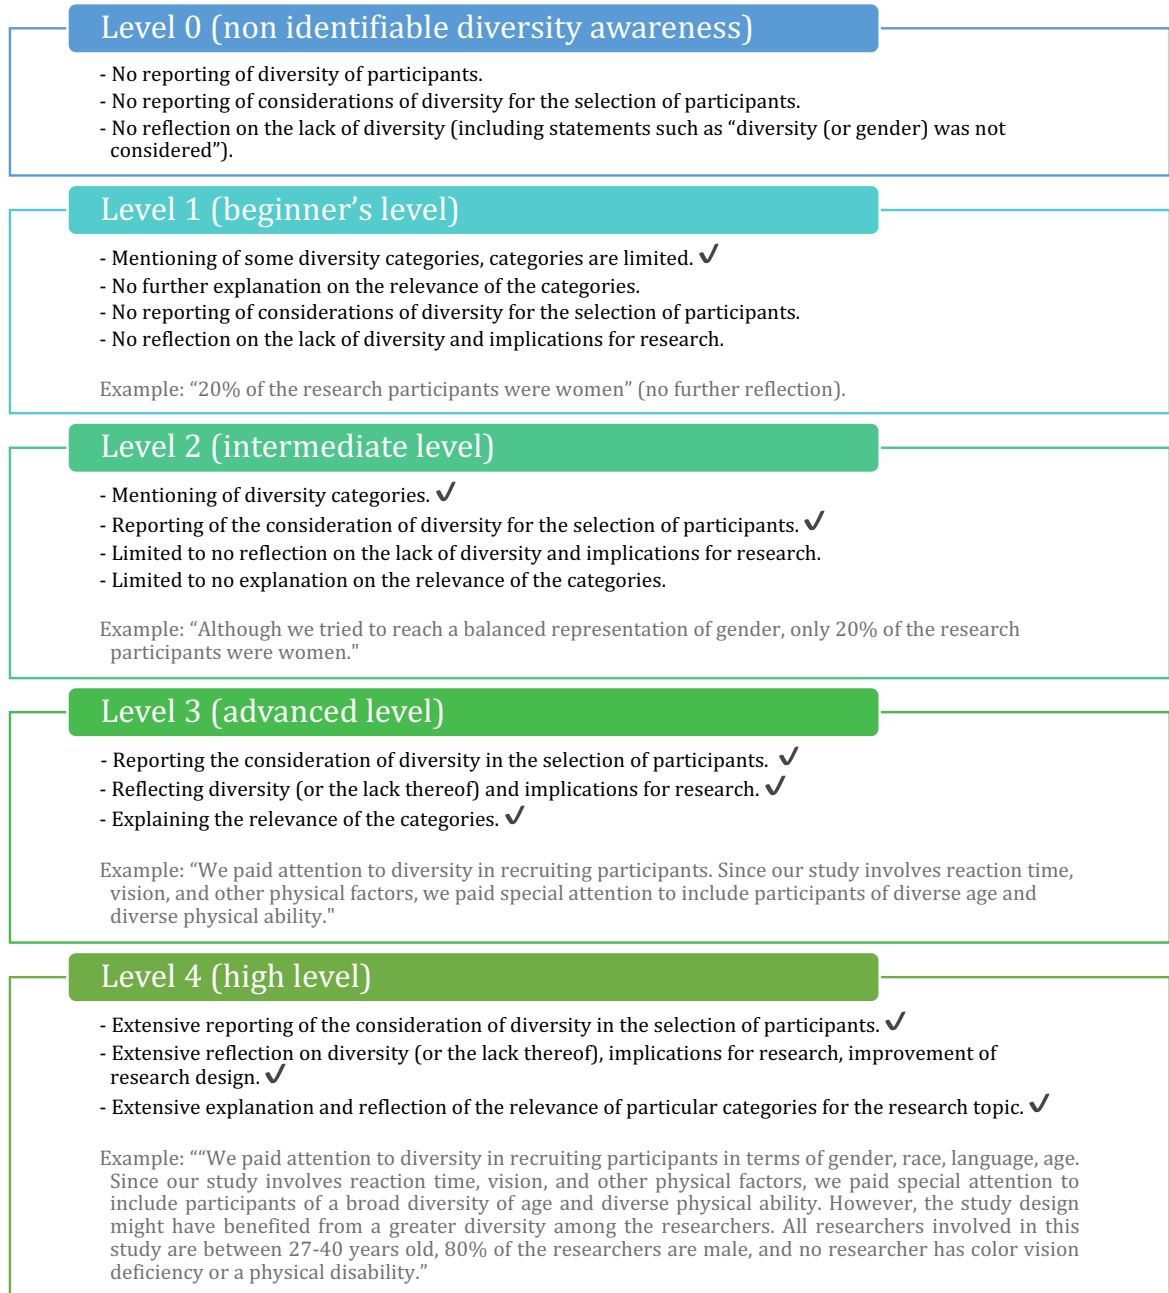 Level 0 (non identifiable diversity awareness)
- No reporting of diversity of participants.
- No reporting of considerations of diversity for the selection of participants.
- No reflection on the lack of diversity (including statements such as “diversity (or gender) was not
considered”).
Level 1 (beginner’s level)
- Mentioning of some diversity categories, categories are limited. ✔
- No further explanation on the relevance of the categories.
- No reporting of considerations of diversity for the selection of participants.
- No reflection on the lack of diversity and implications for research.
Example: “20% of the research participants were women” (no further reflection).
Level 2 (intermediate level)
- Mentioning of diversity categories. ✔
- Reporting of the consideration of diversity for the selection of participants. ✔
- Limited to no reflection on the lack of diversity and implications for research.
- Limited to no explanation on the relevance of the categories.
Example: “Although we tried to reach a balanced representation of gender, only 20% of the research
participants were women."
Level 3 (advanced level)
- Reporting the consideration of diversity in the selection of participants. ✔
- Reflecting diversity (or the lack thereof) and implications for research. ✔
- Explaining the relevance of the categories. ✔
Example: “We paid attention to diversity in recruiting participants. Since our study involves reaction time,
vision, and other physical factors, we paid special attention to include participants of diverse age and
diverse physical ability."
Level 4 (high level)
- Extensive reporting of the consideration of diversity in the selection of participants. ✔
- Extensive reflection on diversity (or the lack thereof), implications for research, improvement of
research design. ✔
- Extensive explanation and reflection of the relevance of particular categories for the research topic. ✔
Example: ““We paid attention to diversity in recruiting participants in terms of gender, race, language, age.
Since our study involves reaction time, vision, and other physical factors, we paid special attention to
include participants of a broad diversity of age and diverse physical ability. However, the study design
might have benefited from a greater diversity among the researchers. All researchers involved in this
study are between 27-40 years old, 80% of the researchers are male, and no researcher has color vision
deficiency or a physical disability.”